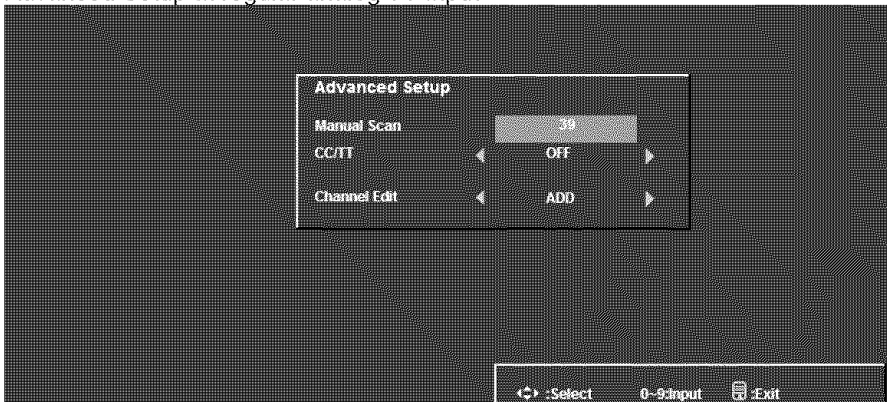 Advanced Setup
Manual Scan 39
CC/TT OFF
Channel Edit ADD
:Select 0~9:Input :Exit